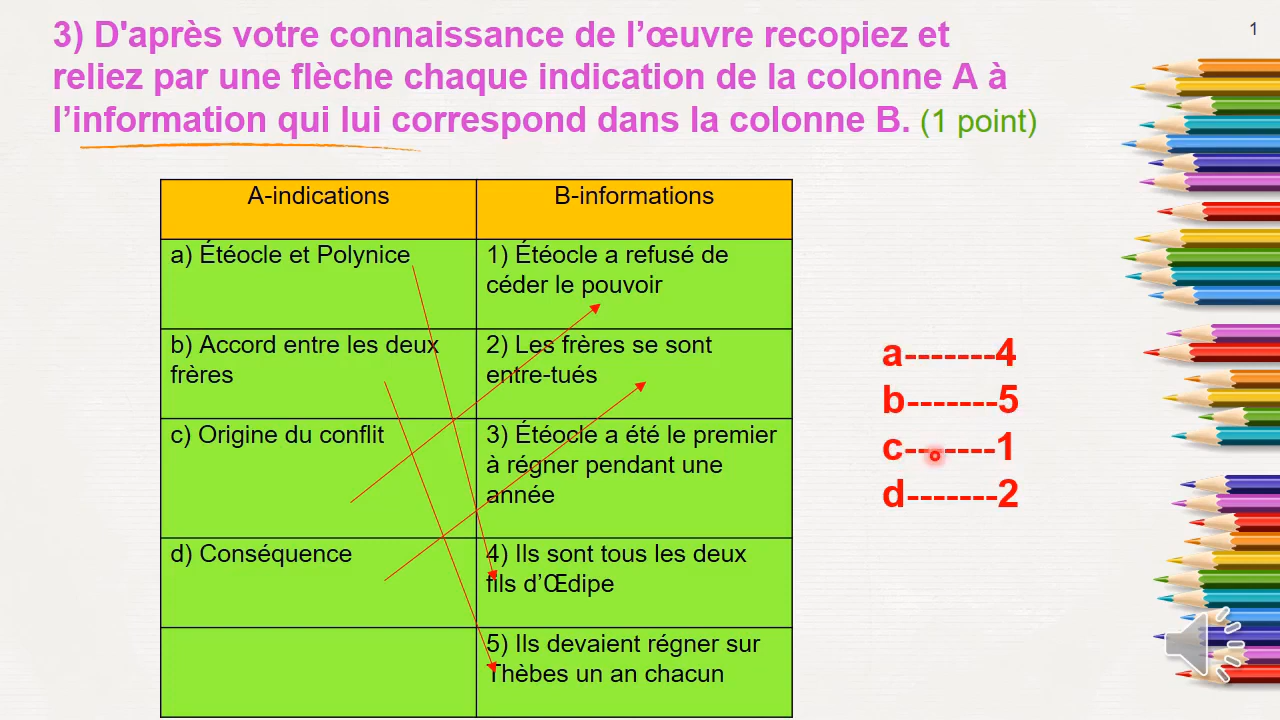 3) D'après votre connaissance de l’œuvre recopiez et
reliez par une flèche chaque indication de la colonne A à
l’information qui lui correspond dans la colonne B. (1 point)
1
A-indications
B-informations
a) Étéocle et Polynice
1) Étéocle a refusé de
céder le pouvoir
b) Accord entre les deux
frères
2) Les frères se sont
entre-tués
c) Origine du conflit
3) Étéocle a été le premier
à régner pendant une
année
d) Conséquence
4) Ils sont tous les deux
fils d’Œdipe
5) Ils devaient régner sur
Thèbes un an chacun
a-------4
b-------5
c-------1
d-------2